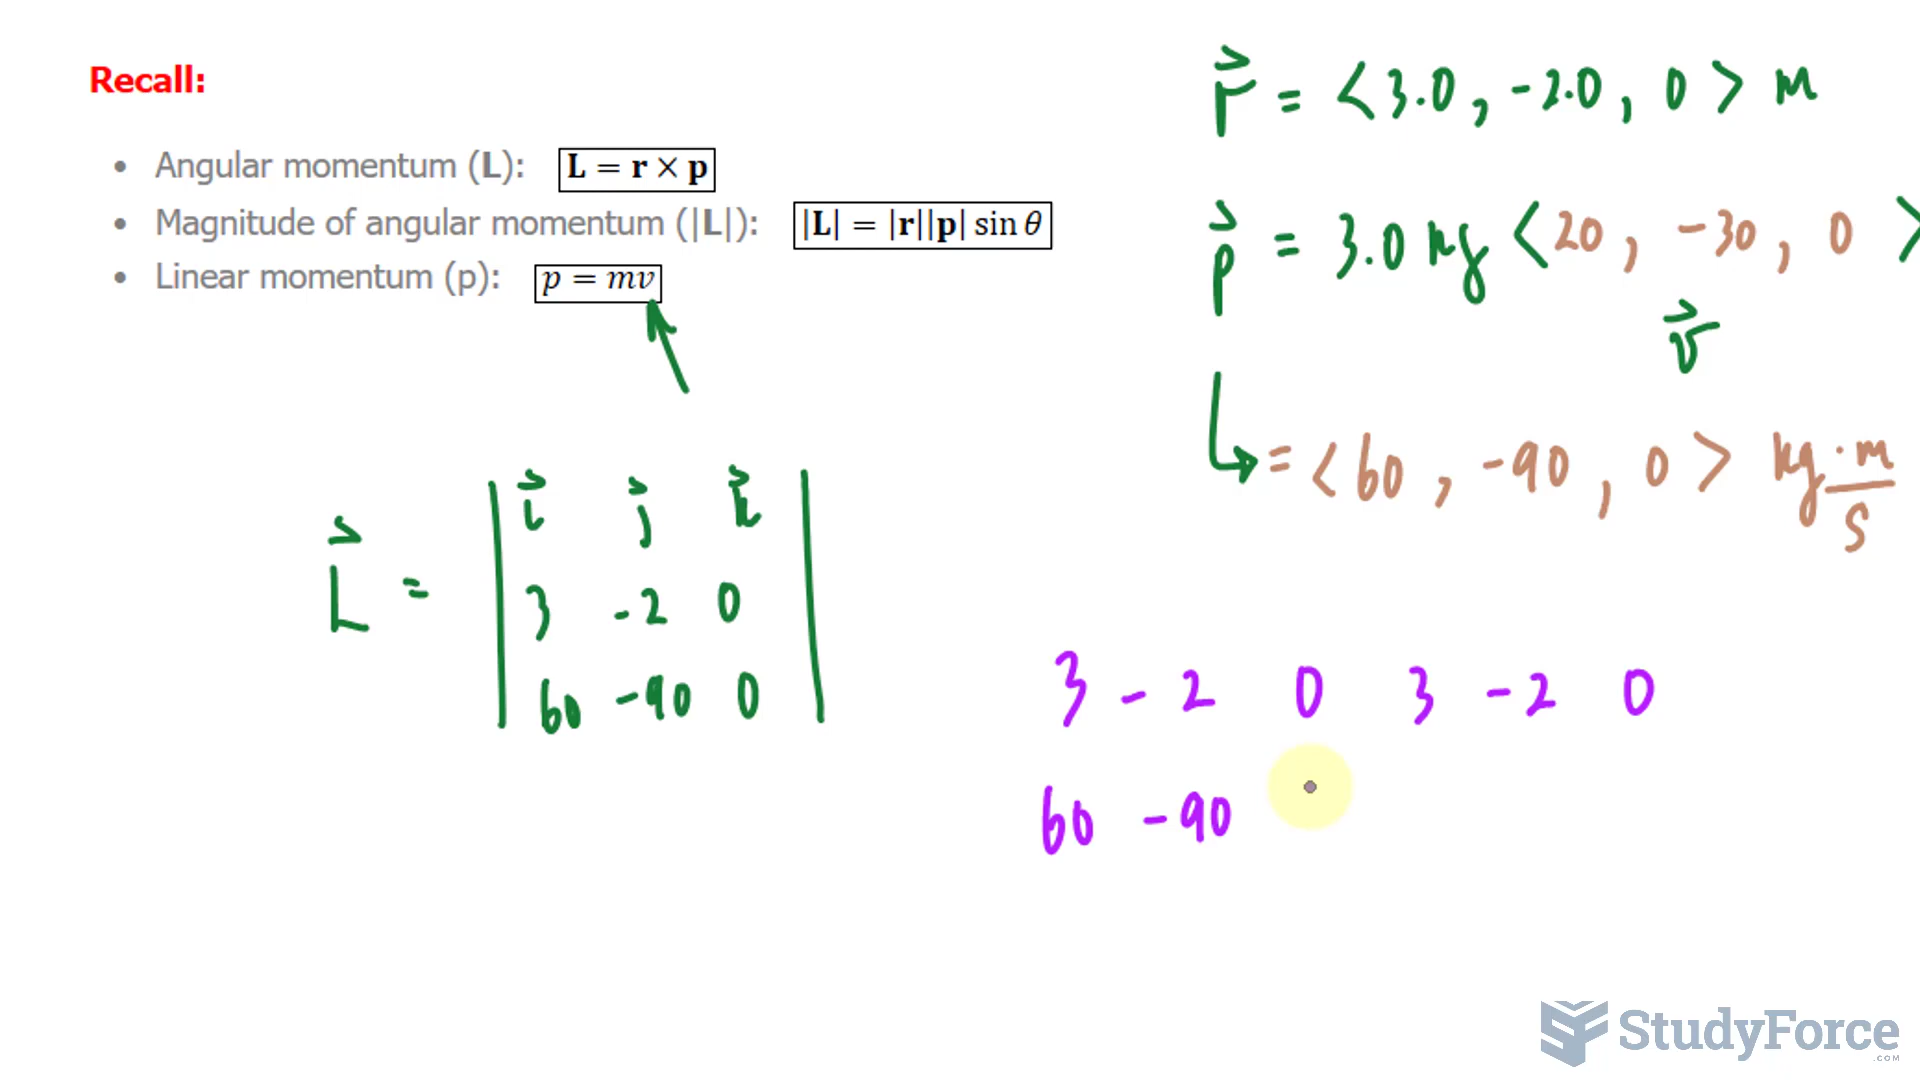 Recall:
• Angular momentum (L): L = r × p
• Magnitude of angular momentum (|L|): |L| = |r||p| sin θ
• Linear momentum (p): p = mv
r⃗ = <3.0, -2.0, 0> m
p⃗ = 3.0 kg <20, -30, 0>
v⃗
= <60, -90, 0> kg·m/s
L⃗ = | i⃗ j⃗ k⃗ |
3 -2 0
60 -90 0
3 -2 0 3 -2 0
60 -90
StudyForce
.COM